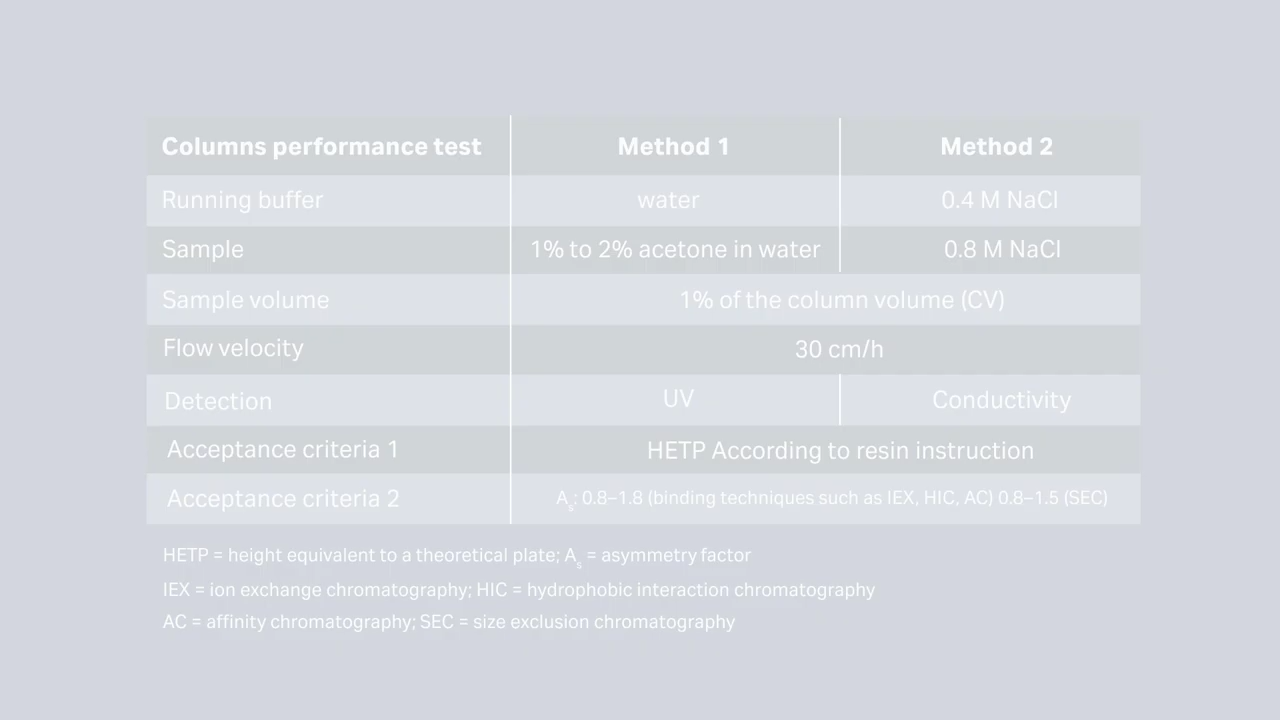 Columns performance test Method 1 Method 2
Running buffer water 0.4 M NaCl
Sample 1% to 2% acetone in water 0.8 M NaCl
Sample volume 1% of the column volume (CV)
Flow velocity 30 cm/h
Detection UV Conductivity
Acceptance criteria 1 HETP According to resin instruction
Acceptance criteria 2 As: 0.8–1.8 (binding techniques such as IEX, HIC, AC) 0.8–1.5 (SEC)
HETP = height equivalent to a theoretical plate; As = asymmetry factor
IEX = ion exchange chromatography; HIC = hydrophobic interaction chromatography
AC = affinity chromatography; SEC = size exclusion chromatography